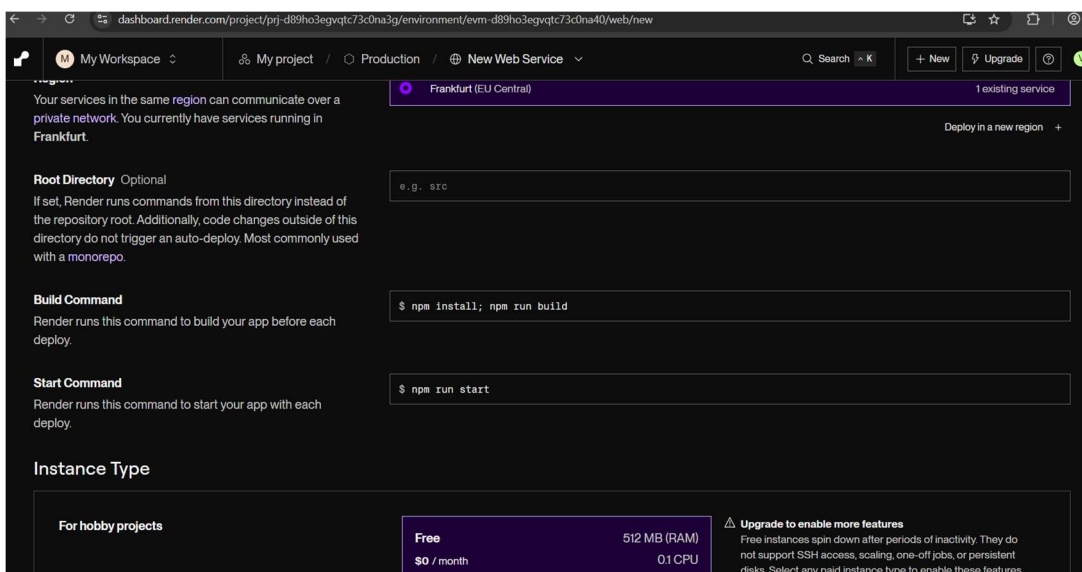 dashboard.render.com/project/prj-d89ho3egvqtc73c0na3g/environment/evm-d89ho3egvqtc73c0na40/web/new
M My Workspace My project / Production / New Web Service Search ^ K + New Upgrade
Region Frankfurt (EU Central) 1 existing service
Your services in the same region can communicate over a
private network. You currently have services running in
Frankfurt.
Deploy in a new region +
Root Directory Optional
e.g. src
If set, Render runs commands from this directory instead of
the repository root. Additionally, code changes outside of this
directory do not trigger an auto-deploy. Most commonly used
with a monorepo.
Build Command
$ npm install; npm run build
Render runs this command to build your app before each
deploy.
Start Command
$ npm run start
Render runs this command to start your app with each
deploy.
Instance Type
For hobby projects
Free 512 MB (RAM)
$0 / month 0.1 CPU
Upgrade to enable more features
Free instances spin down after periods of inactivity. They do
not support SSH access, scaling, one-off jobs, or persistent
disks. Select any paid instance type to enable these features.